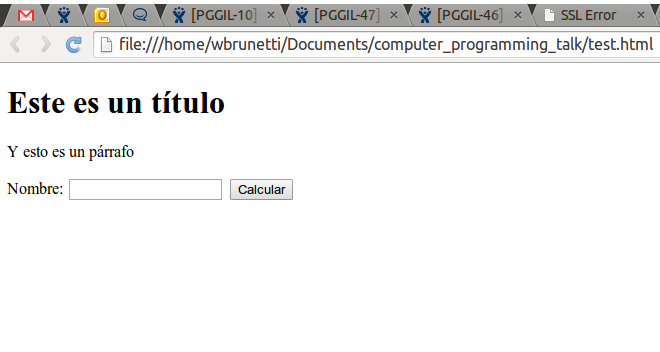 [PGGIL-10] [PGGIL-47] [PGGIL-46] SSL Error
file:///home/wbrunetti/Documents/computer_programming_talk/test.html
Este es un título
Y esto es un párrafo
Nombre: Calcular